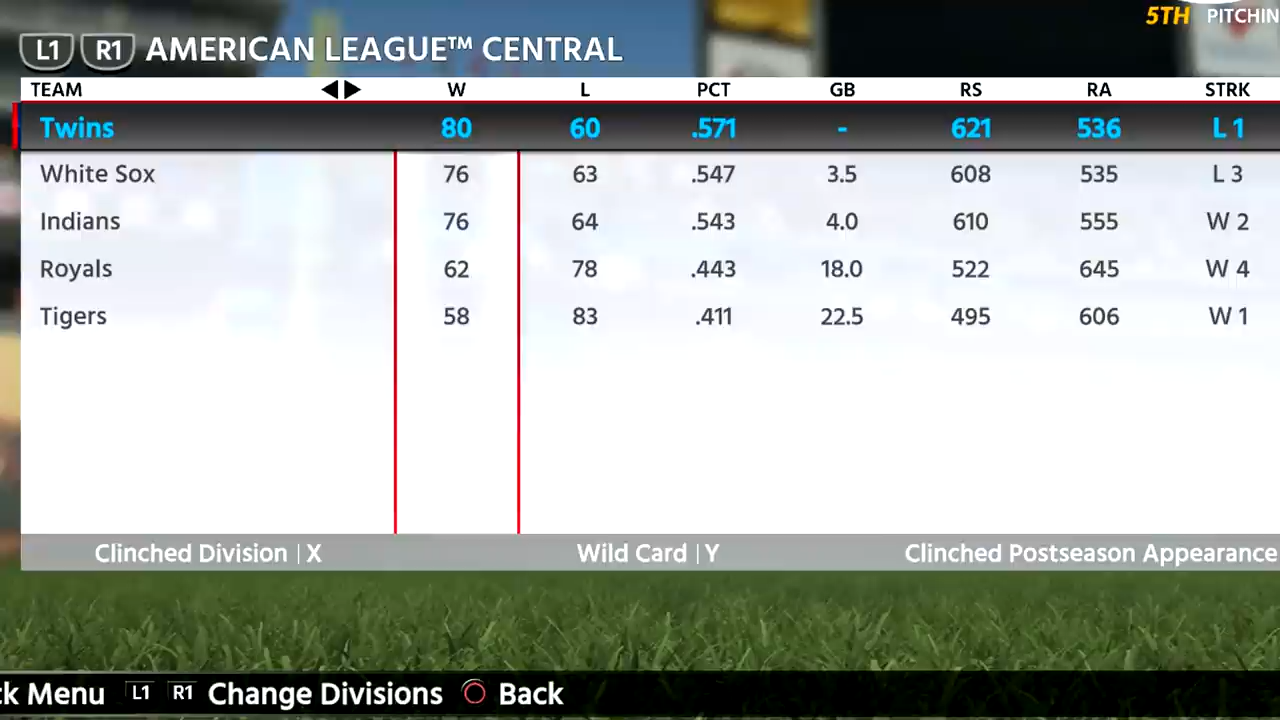 5TH PITCHIN
L1 R1 AMERICAN LEAGUE™ CENTRAL
TEAM W L PCT GB RS RA STRK
Twins 80 60 .571 - 621 536 L 1
White Sox 76 63 .547 3.5 608 535 L 3
Indians 76 64 .543 4.0 610 555 W 2
Royals 62 78 .443 18.0 522 645 W 4
Tigers 58 83 .411 22.5 495 606 W 1
Clinched Division | X Wild Card | Y Clinched Postseason Appearance
ck Menu L1 R1 Change Divisions Back